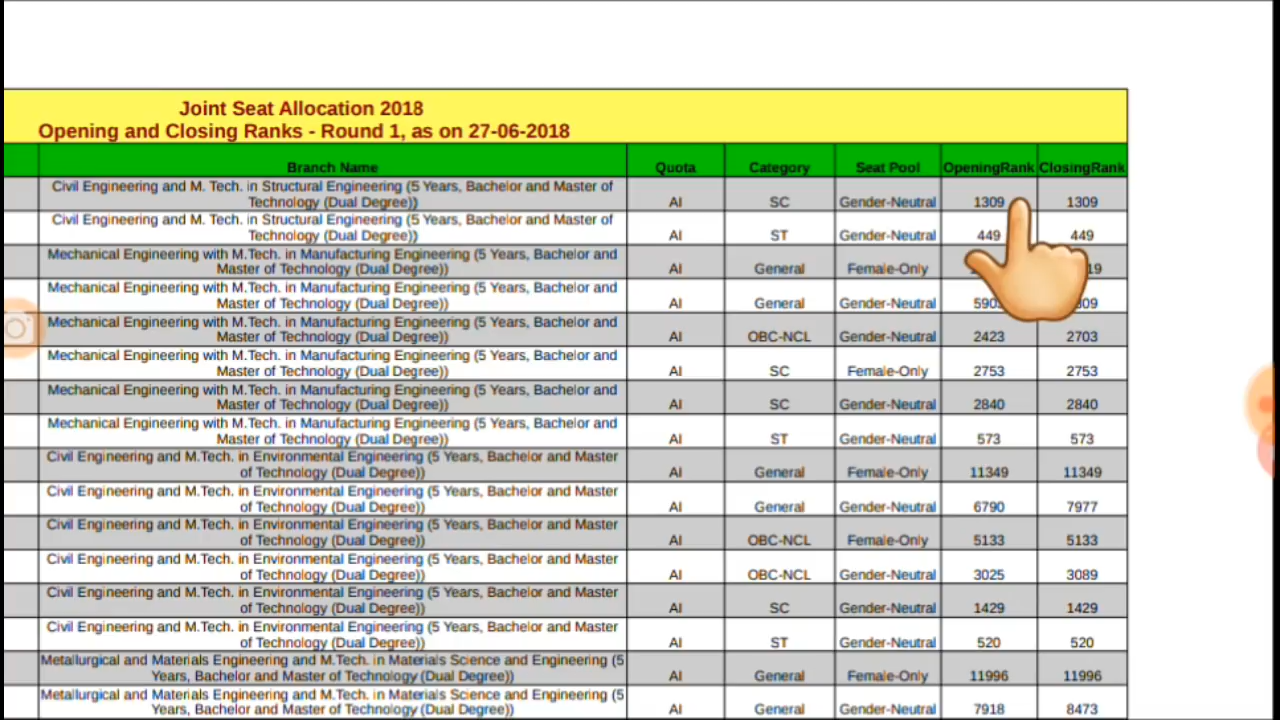 Joint Seat Allocation 2018
Opening and Closing Ranks - Round 1, as on 27-06-2018
Branch Name Quota Category Seat Pool OpeningRank ClosingRank
Civil Engineering and M. Tech. in Structural Engineering (5 Years, Bachelor and Master of
Technology (Dual Degree)) AI SC Gender-Neutral 1309 1309
Civil Engineering and M. Tech. in Structural Engineering (5 Years, Bachelor and Master of
Technology (Dual Degree)) AI ST Gender-Neutral 449 449
Mechanical Engineering with M.Tech. in Manufacturing Engineering (5 Years, Bachelor and
Master of Technology (Dual Degree)) AI General Female-Only
Mechanical Engineering with M.Tech. in Manufacturing Engineering (5 Years, Bachelor and
Master of Technology (Dual Degree)) AI General Gender-Neutral
Mechanical Engineering with M.Tech. in Manufacturing Engineering (5 Years, Bachelor and
Master of Technology (Dual Degree)) AI OBC-NCL Gender-Neutral 2423 2703
Mechanical Engineering with M.Tech. in Manufacturing Engineering (5 Years, Bachelor and
Master of Technology (Dual Degree)) AI SC Female-Only 2753 2753
Mechanical Engineering with M.Tech. in Manufacturing Engineering (5 Years, Bachelor and
Master of Technology (Dual Degree)) AI SC Gender-Neutral 2840 2840
Mechanical Engineering with M.Tech. in Manufacturing Engineering (5 Years, Bachelor and
Master of Technology (Dual Degree)) AI ST Gender-Neutral 573 573
Civil Engineering and M.Tech. in Environmental Engineering (5 Years, Bachelor and Master
of Technology (Dual Degree)) AI General Female-Only 11349 11349
Civil Engineering and M.Tech. in Environmental Engineering (5 Years, Bachelor and Master
of Technology (Dual Degree)) AI General Gender-Neutral 6790 7977
Civil Engineering and M.Tech. in Environmental Engineering (5 Years, Bachelor and Master
of Technology (Dual Degree)) AI OBC-NCL Female-Only 5133 5133
Civil Engineering and M.Tech. in Environmental Engineering (5 Years, Bachelor and Master
of Technology (Dual Degree)) AI OBC-NCL Gender-Neutral 3025 3089
Civil Engineering and M.Tech. in Environmental Engineering (5 Years, Bachelor and Master
of Technology (Dual Degree)) AI SC Gender-Neutral 1429 1429
Civil Engineering and M.Tech. in Environmental Engineering (5 Years, Bachelor and Master
of Technology (Dual Degree)) AI ST Gender-Neutral 520 520
Metallurgical and Materials Engineering and M.Tech. in Materials Science and Engineering (5
Years, Bachelor and Master of Technology (Dual Degree)) AI General Female-Only 11996 11996
Metallurgical and Materials Engineering and M.Tech. in Materials Science and Engineering (5
Years, Bachelor and Master of Technology (Dual Degree)) AI General Gender-Neutral 7918 8473